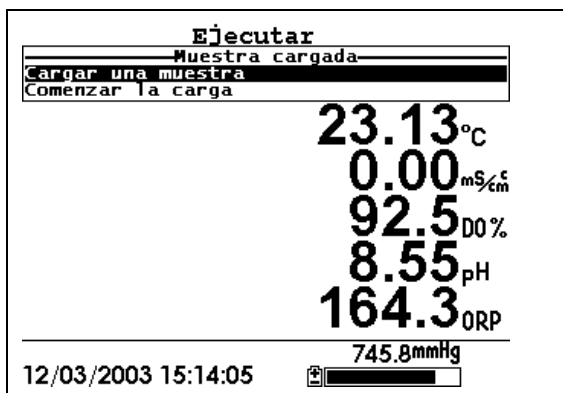 Ejecutar
Muestra cargada
Cargar una muestra
Comenzar la carga
23.13°C
0.00mS/cm c
92.5DO%
8.55pH
164.3ORP
745.8mmHg
12/03/2003 15:14:05